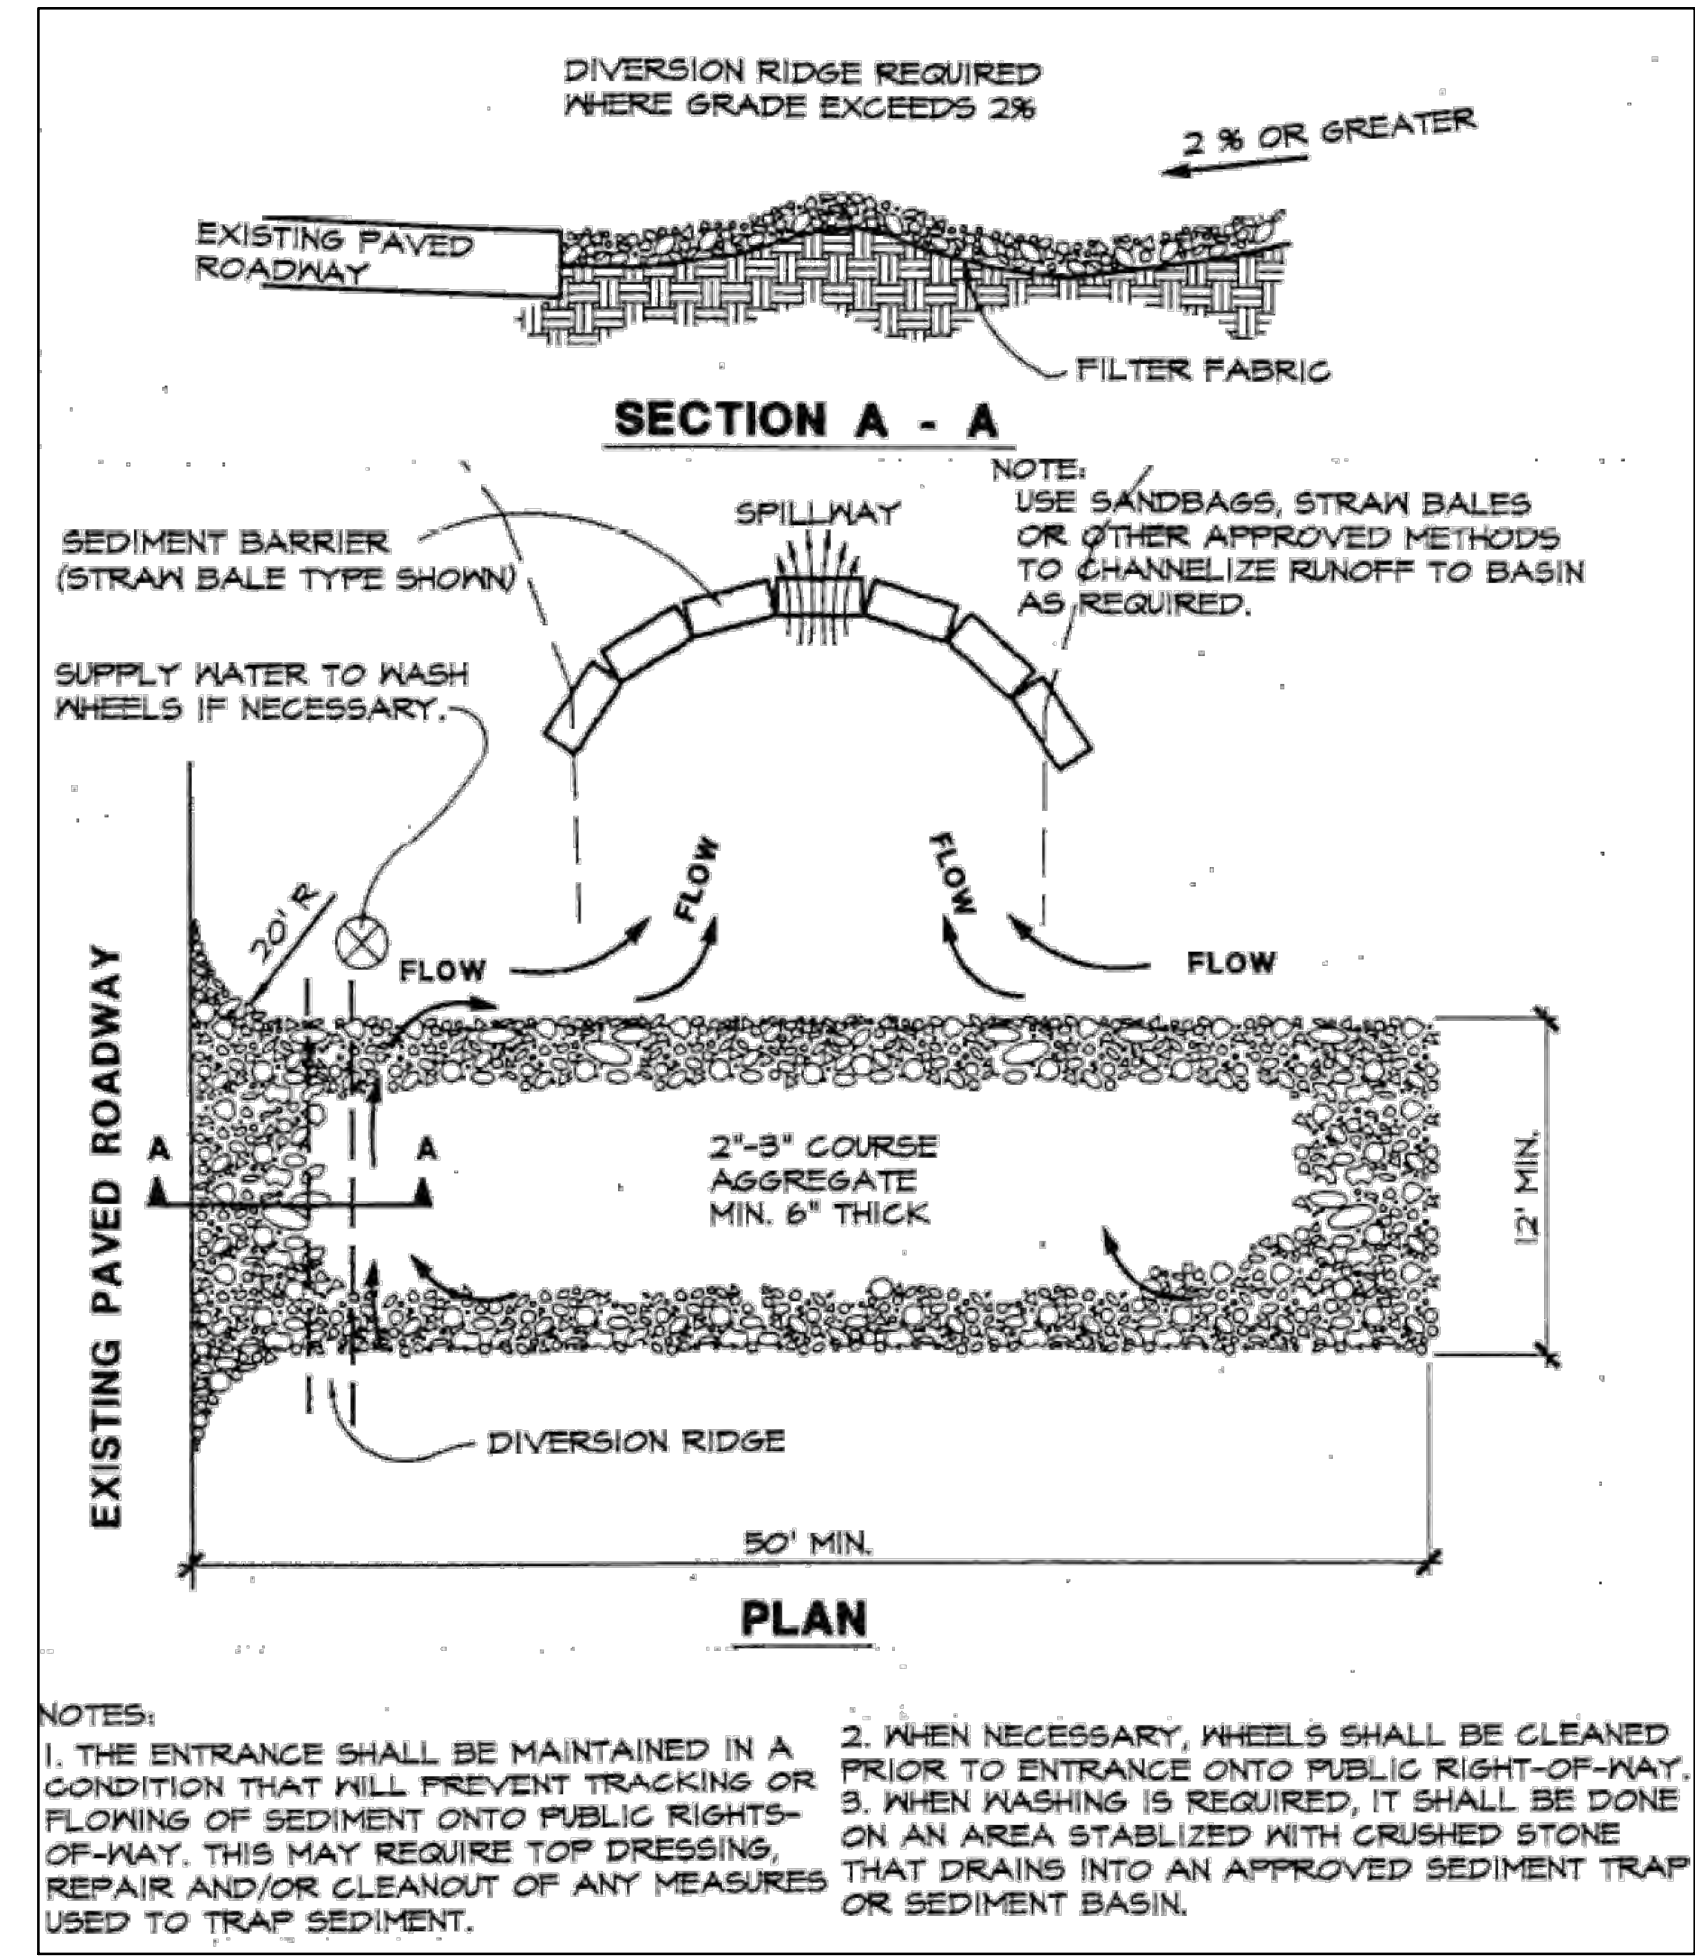 DIVERSION RIDGE REQUIRED
WHERE GRADE EXCEEDS 2%
2 % OR GREATER
EXISTING PAVED
ROADWAY
FILTER FABRIC
SECTION A - A
NOTE:
USE SANDBAGS, STRAW BALES
OR OTHER APPROVED METHODS
TO CHANNELIZE RUNOFF TO BASIN
AS REQUIRED.
SPILLWAY
SEDIMENT BARRIER
(STRAW BALE TYPE SHOWN)
SUPPLY WATER TO WASH
WHEELS IF NECESSARY.
20' R
FLOW
FLOW
FLOW
FLOW
EXISTING PAVED ROADWAY
A
A
2"-3" COURSE
AGGREGATE
MIN. 6" THICK
12' MIN.
DIVERSION RIDGE
50' MIN.
PLAN
NOTES:
1. THE ENTRANCE SHALL BE MAINTAINED IN A
CONDITION THAT WILL PREVENT TRACKING OR
FLOWING OF SEDIMENT ONTO PUBLIC RIGHTS-
OF-WAY. THIS MAY REQUIRE TOP DRESSING,
REPAIR AND/OR CLEANOUT OF ANY MEASURES
USED TO TRAP SEDIMENT.
2. WHEN NECESSARY, WHEELS SHALL BE CLEANED
PRIOR TO ENTRANCE ONTO PUBLIC RIGHT-OF-WAY.
3. WHEN WASHING IS REQUIRED, IT SHALL BE DONE
ON AN AREA STABLIZED WITH CRUSHED STONE
THAT DRAINS INTO AN APPROVED SEDIMENT TRAP
OR SEDIMENT BASIN.